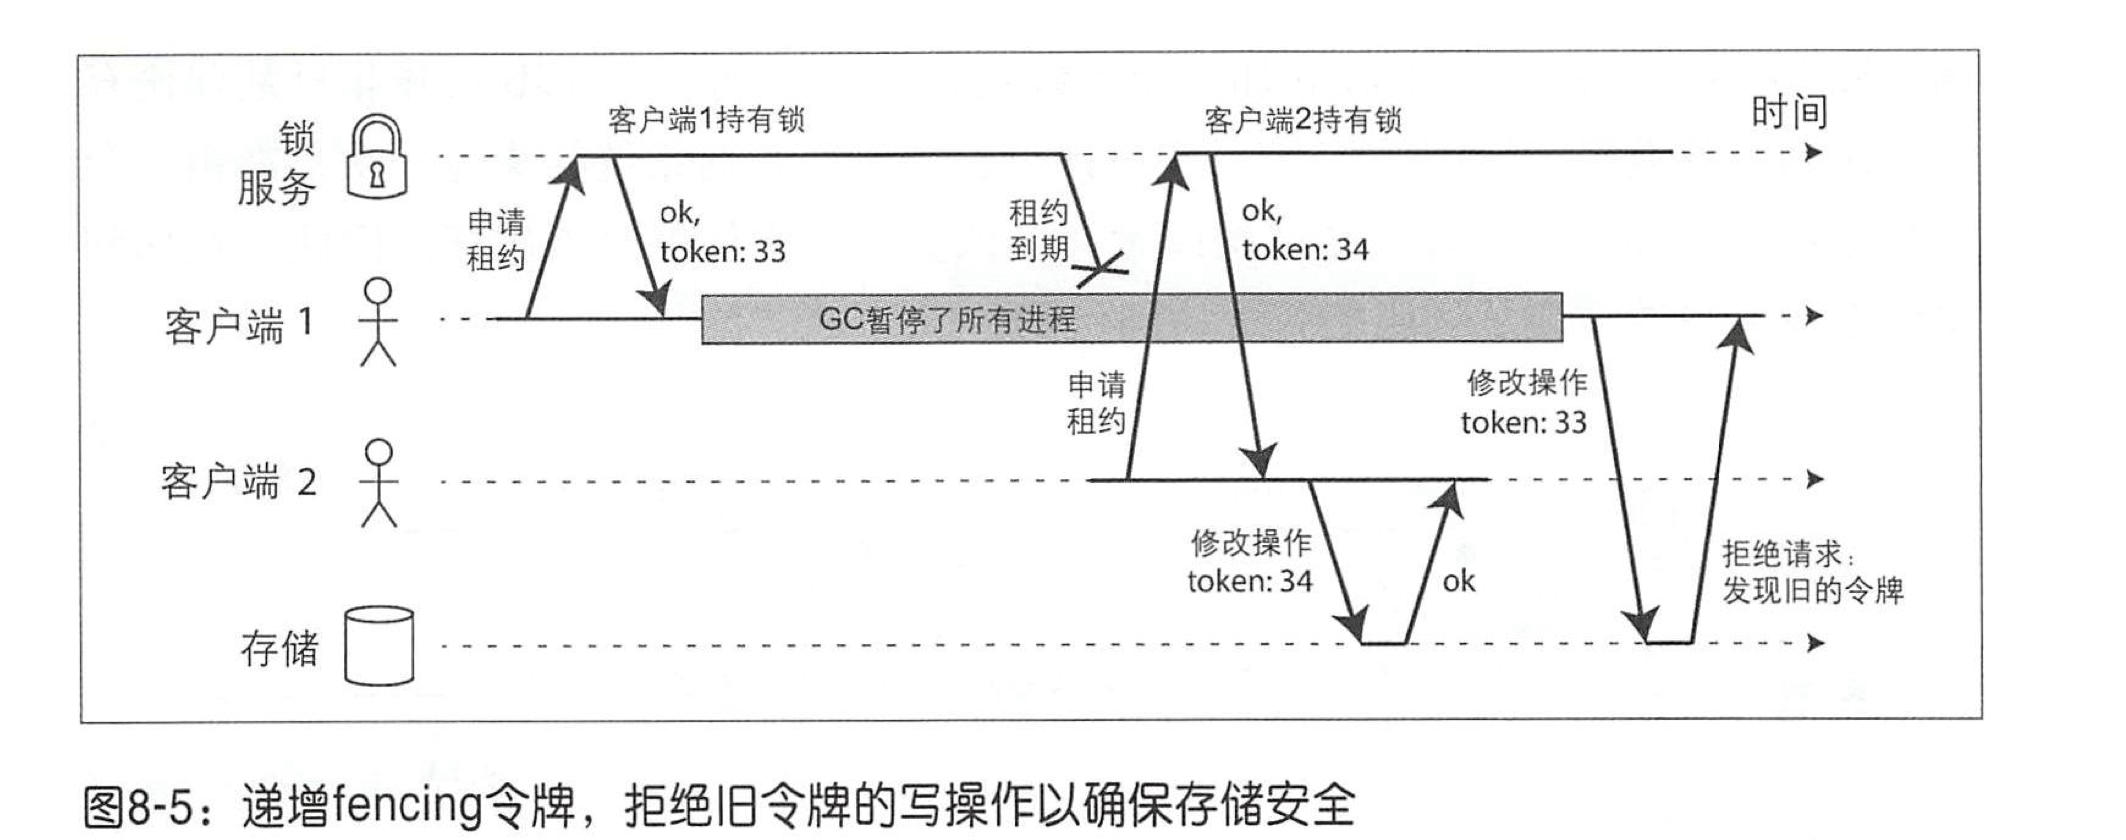 客户端1持有锁
客户端2持有锁
时间
锁
服务
申请
租约
ok,
token: 33
租约
到期
ok,
token: 34
客户端 1
GC暂停了所有进程
申请
租约
修改操作
token: 33
客户端 2
修改操作
token: 34
ok
拒绝请求：
发现旧的令牌
存储
图8-5：递增fencing令牌，拒绝旧令牌的写操作以确保存储安全